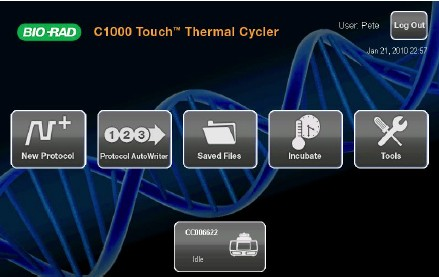 BIO-RAD C1000 Touch™ Thermal Cycler
User: Pete
Log Out
Jan 21, 2010 22:57
New Protocol
123
Protocol AutoWriter
Saved Files
Incubate
Tools
CC006622
Idle